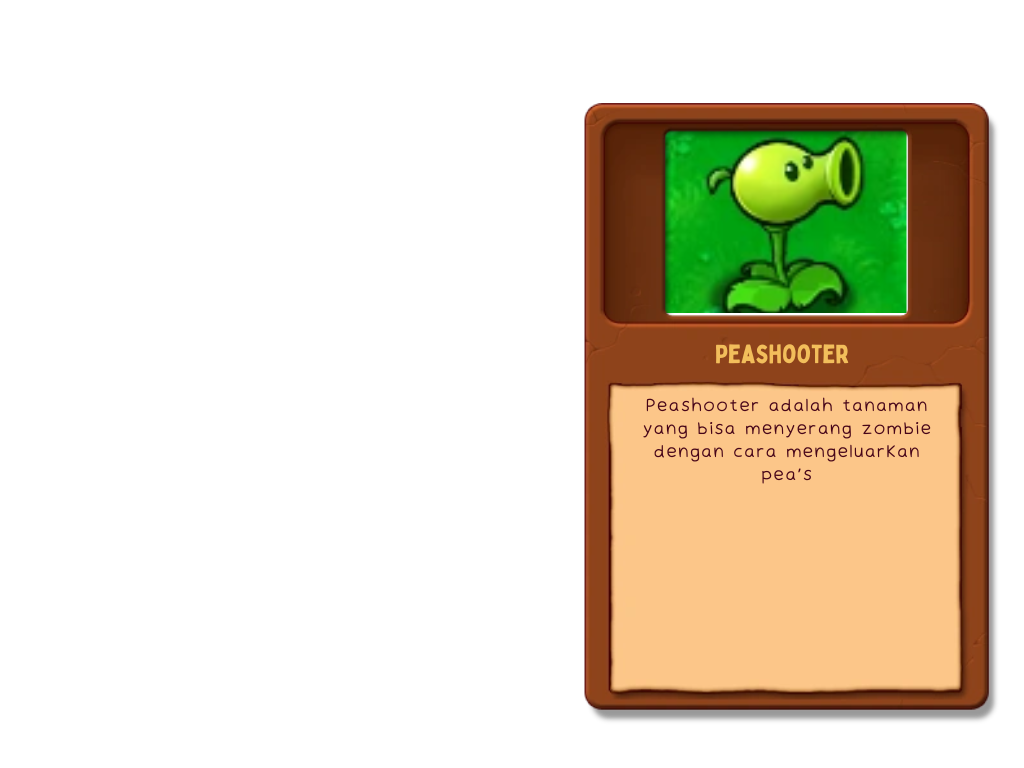 PEASHOOTER
Peashooter adalah tanaman
yang bisa menyerang zombie
dengan cara mengeluarkan
pea's